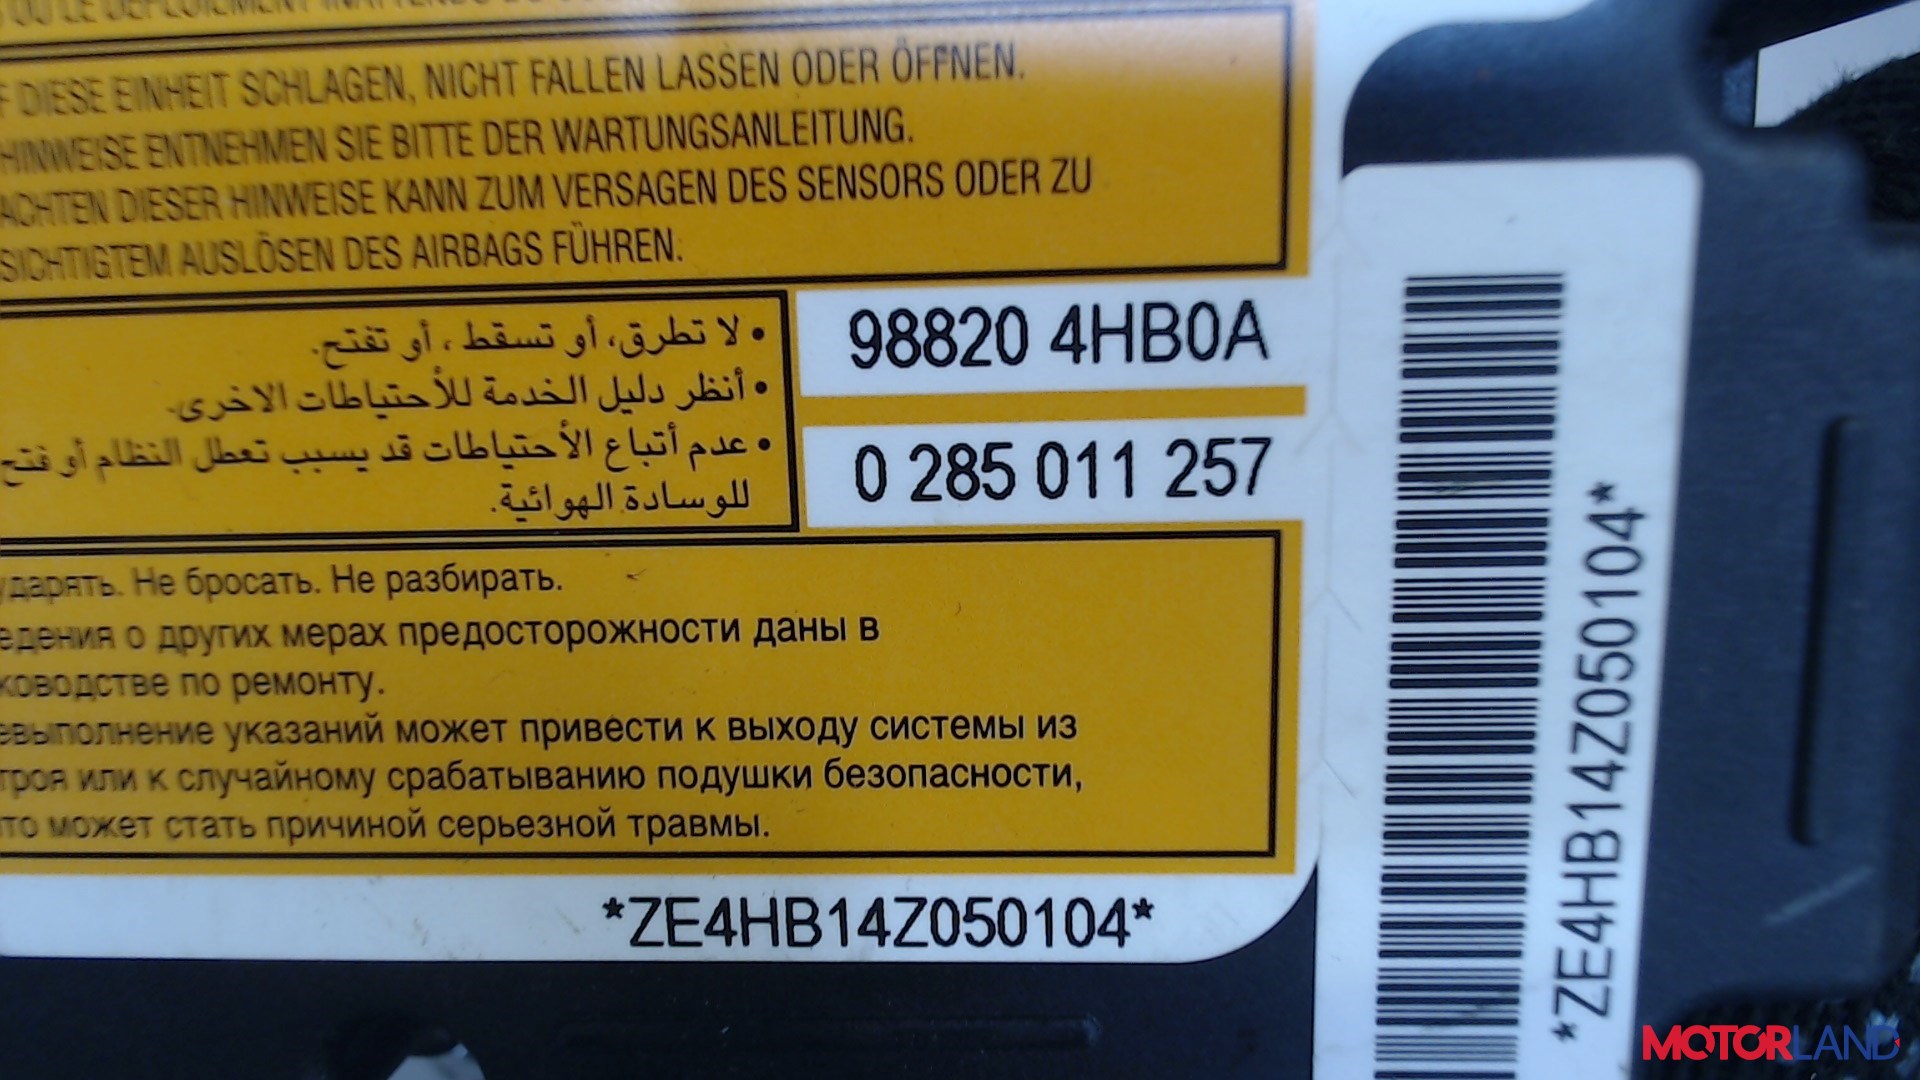 DIESE EINHEIT SCHLAGEN, NICHT FALLEN LASSEN ODER ÖFFNEN.
HINWEISE ENTNEHMEN SIE BITTE DER WARTUNGSANLEITUNG.
ACHTEN DIESER HINWEISE KANN ZUM VERSAGEN DES SENSORS ODER ZU
SICHTIGTEM AUSLÖSEN DES AIRBAGS FÜHREN.
• لا تطرق، أو تسقط ، أو تفتح.
• أنظر دليل الخدمة للأحتياطات الاخرى.
• عدم أتباع الأحتياطات قد يسبب تعطل النظام أو فتح
للوسادة الهوائية.
98820 4HB0A
0 285 011 257
ударять. Не бросать. Не разбирать.
едения о других мерах предосторожности даны в
ководстве по ремонту.
евыполнение указаний может привести к выходу системы из
троя или к случайному срабатыванию подушки безопасности,
то может стать причиной серьезной травмы.
*ZE4HB14Z050104*
*ZE4HB14Z050104*
MOTORLAND